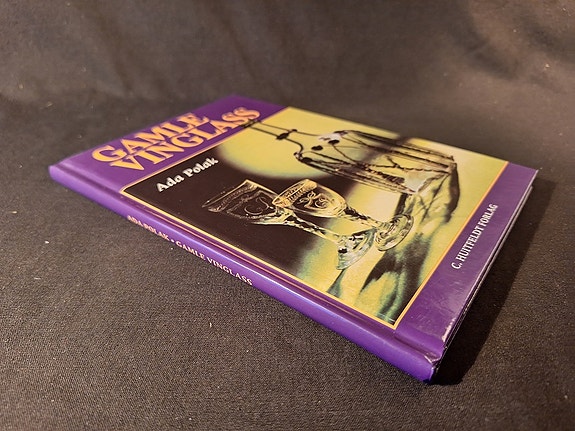 GAMLE
VINGLASS
Ada Polak
C. HUITFELDT FORLAG
ADA POLAK • GAMLE VINGLASS